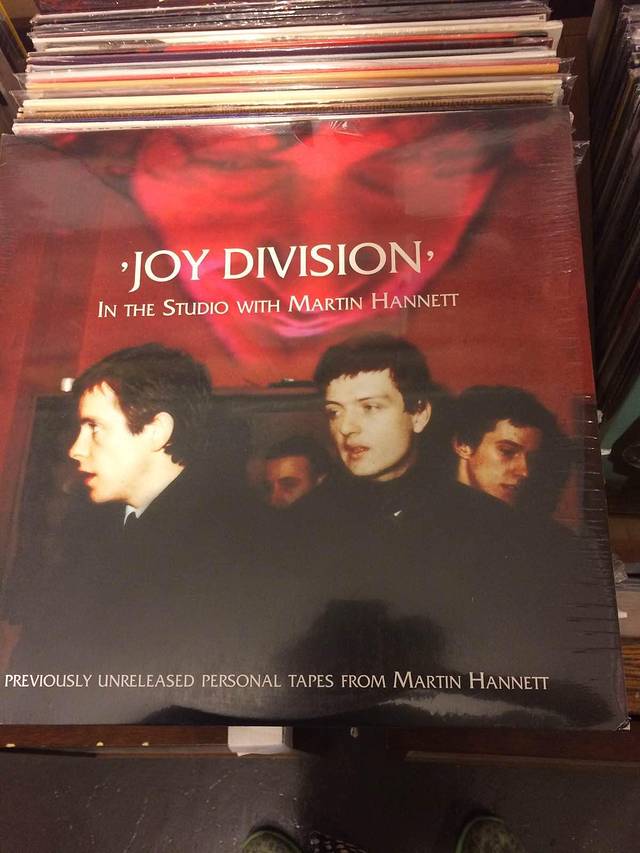 ’JOY DIVISION’
IN THE STUDIO WITH MARTIN HANNETT
PREVIOUSLY UNRELEASED PERSONAL TAPES FROM MARTIN HANNETT